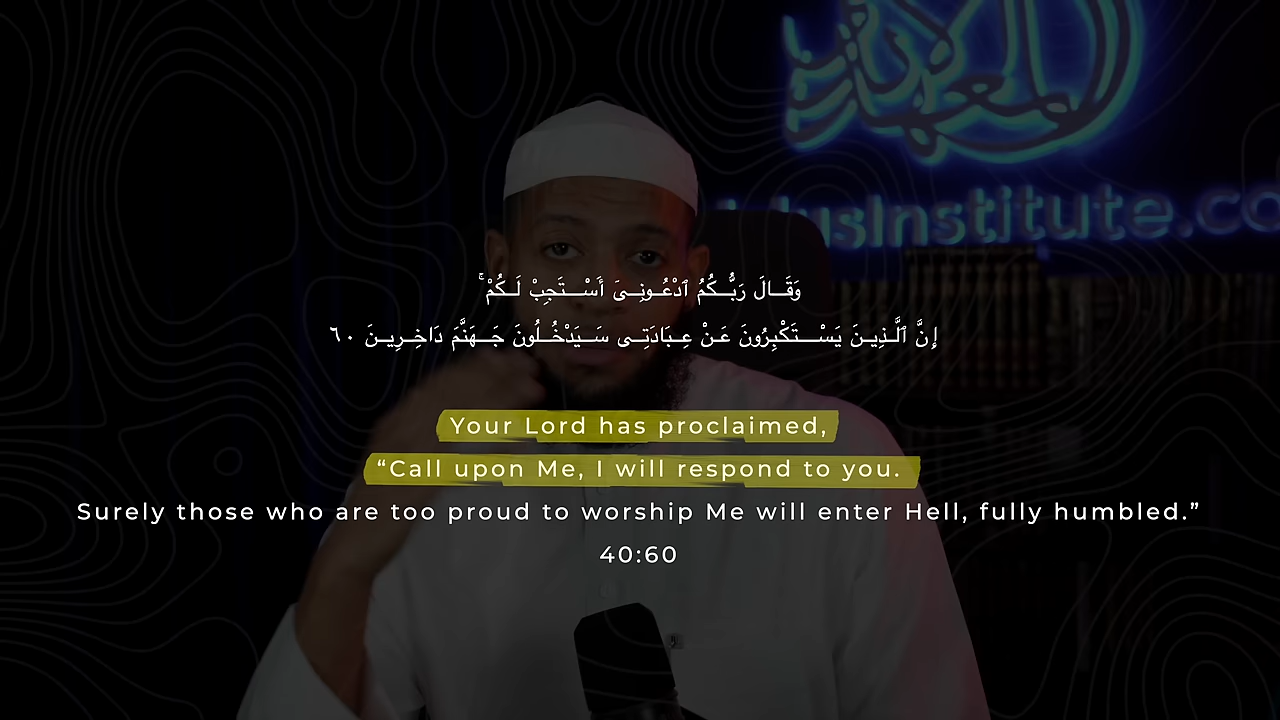 lusInstitute.co
وَقَالَ رَبُّكُمُ ٱدْعُونِىٓ أَسْتَجِبْ لَكُمْ ۚ
إِنَّ ٱلَّذِينَ يَسْتَكْبِرُونَ عَنْ عِبَادَتِى سَيَدْخُلُونَ جَهَنَّمَ دَاخِرِينَ ٦٠
Your Lord has proclaimed,
“Call upon Me, I will respond to you.
Surely those who are too proud to worship Me will enter Hell, fully humbled.”
40:60